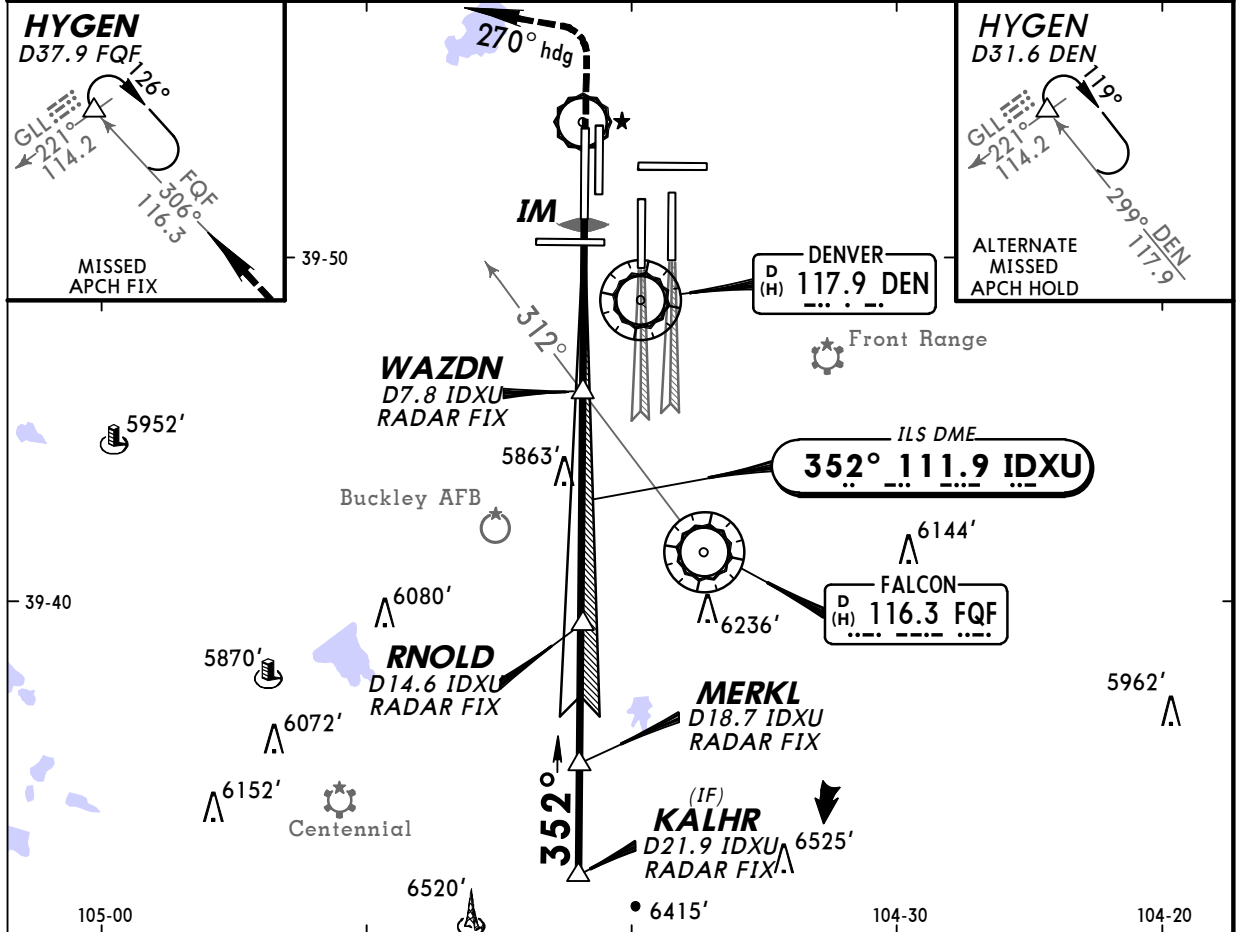 HYGEN
D37.9 FQF
126°
GLL
221°
114.2
FQF
306°
116.3
MISSED
APCH FIX
270° hdg
HYGEN
D31.6 DEN
119°
GLL
221°
114.2
299° DEN
117.9
ALTERNATE
MISSED
APCH HOLD
IM
39-50
DENVER
D
(H)
117.9 DEN
312°
Front Range
WAZDN
D7.8 IDXU
RADAR FIX
5952'
5863'
ILS DME
352° 111.9 IDXU
Buckley AFB
6144'
FALCON
D
(H)
116.3 FQF
39-40
6080'
6236'
RNOLD
D14.6 IDXU
RADAR FIX
5870'
MERKL
D18.7 IDXU
RADAR FIX
5962'
6072'
6152'
352°
Centennial
(IF)
KALHR
D21.9 IDXU
RADAR FIX
6525'
6520'
6415'
105-00
104-30
104-20